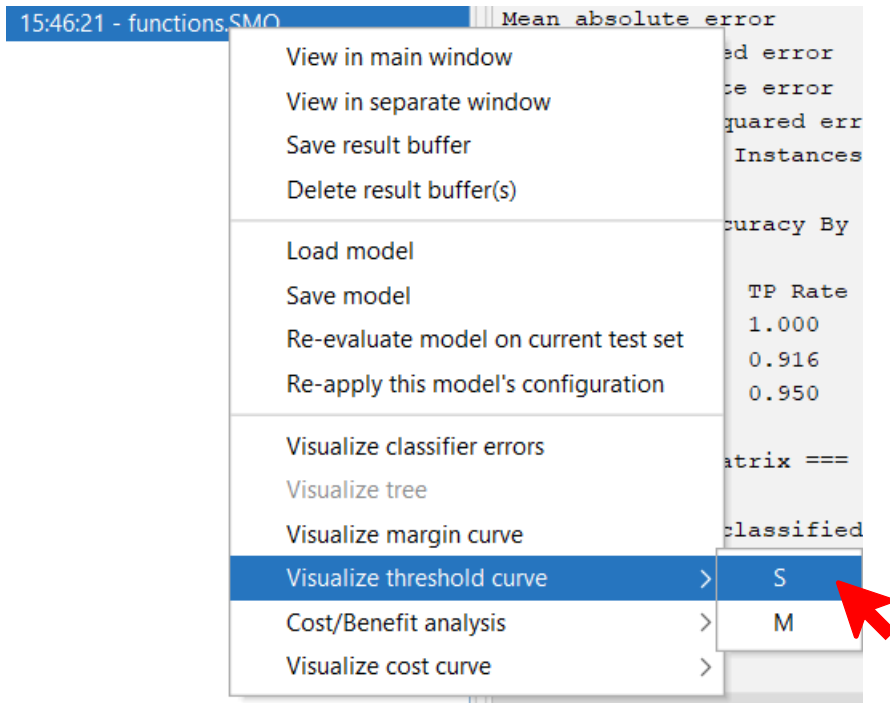 15:46:21 - functions.SMO
Mean absolute error
View in main window
ed error
View in separate window
te error
Save result buffer
quared err
Instances
Delete result buffer(s)
curacy By
Load model
TP Rate
Save model
1.000
Re-evaluate model on current test set
0.916
Re-apply this model's configuration
0.950
Visualize classifier errors
atrix ===
Visualize tree
Visualize margin curve
classified
Visualize threshold curve
S
Cost/Benefit analysis
M
Visualize cost curve